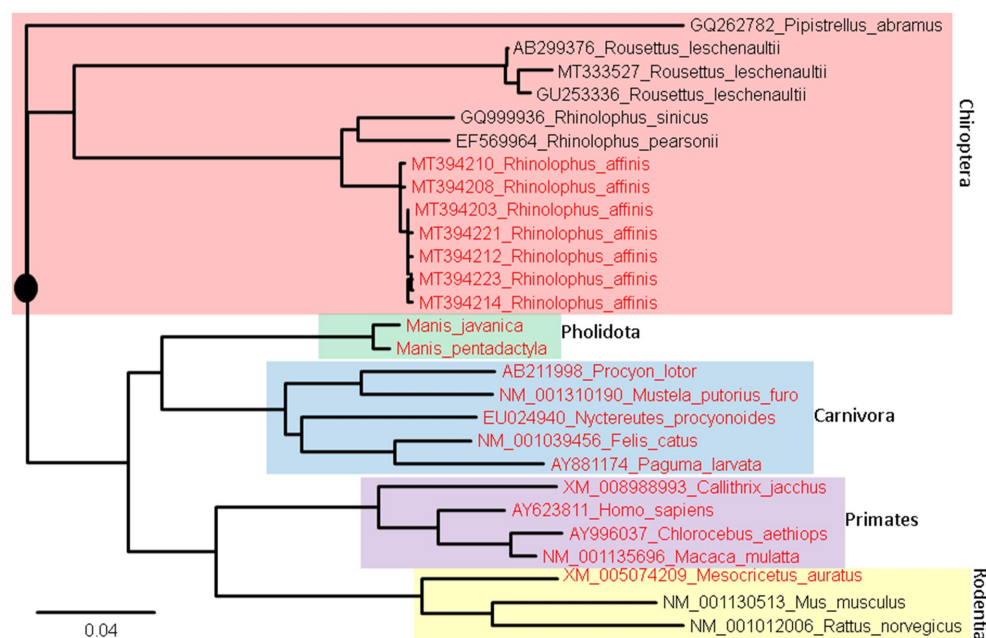 GQ262782_Pipistrellus_abramus
AB299376_Rousettus_leschenaultii
MT333527_Rousettus_leschenaultii
GU253336_Rousettus_leschenaultii
GQ999936_Rhinolophus_sinicus
EF569964_Rhinolophus_pearsonii
MT394210_Rhinolophus_affinis
MT394208_Rhinolophus_affinis
MT394203_Rhinolophus_affinis
MT394221_Rhinolophus_affinis
MT394212_Rhinolophus_affinis
MT394223_Rhinolophus_affinis
MT394214_Rhinolophus_affinis
Chiroptera
Manis_javanica
Manis_pentadactyla
Pholidota
AB211998_Procyon_lotor
NM_001310190_Mustela_putorius_furo
EU024940_Nyctereutes_procyonoides
NM_001039456_Felis_catus
AY881174_Paguma_larvata
Carnivora
XM_008988993_Callithrix_jacchus
AY623811_Homo_sapiens
AY996037_Chlorocebus_aethiops
NM_001135696_Macaca_mulatta
Primates
XM_005074209_Mesocricetus_auratus
NM_001130513_Mus_musculus
NM_001012006_Rattus_norvegicus
Rodentia
0.04